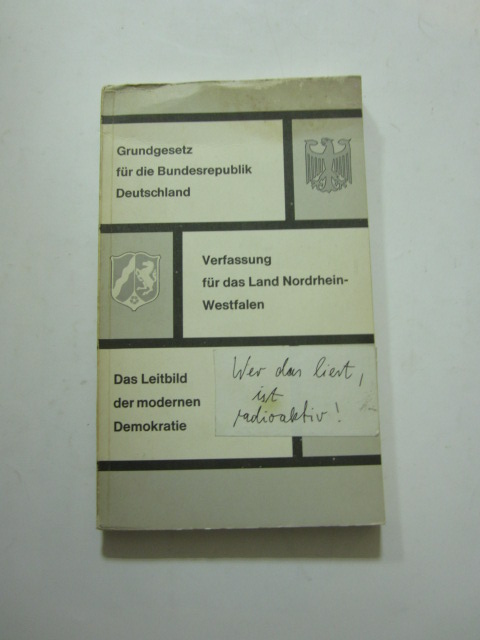 Grundgesetz
für die Bundesrepublik
Deutschland
Verfassung
für das Land Nordrhein-
Westfalen
Das Leitbild
der modernen
Demokratie
Wer das liest,
ist
radioaktiv!